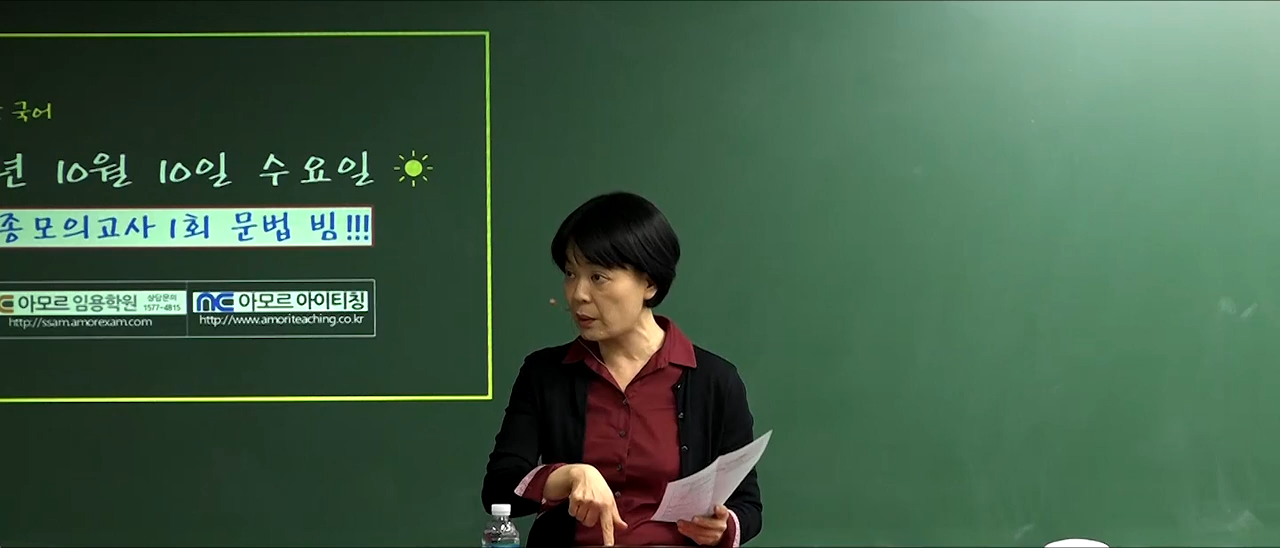 국어
년 10월 10일 수요일
종모의고사 1회 문법 빔!!!
아모르 임용학원 상담문의 1577-4815
http://ssam.amorexam.com
아모르 아이티칭
http://www.amoriteaching.co.kr